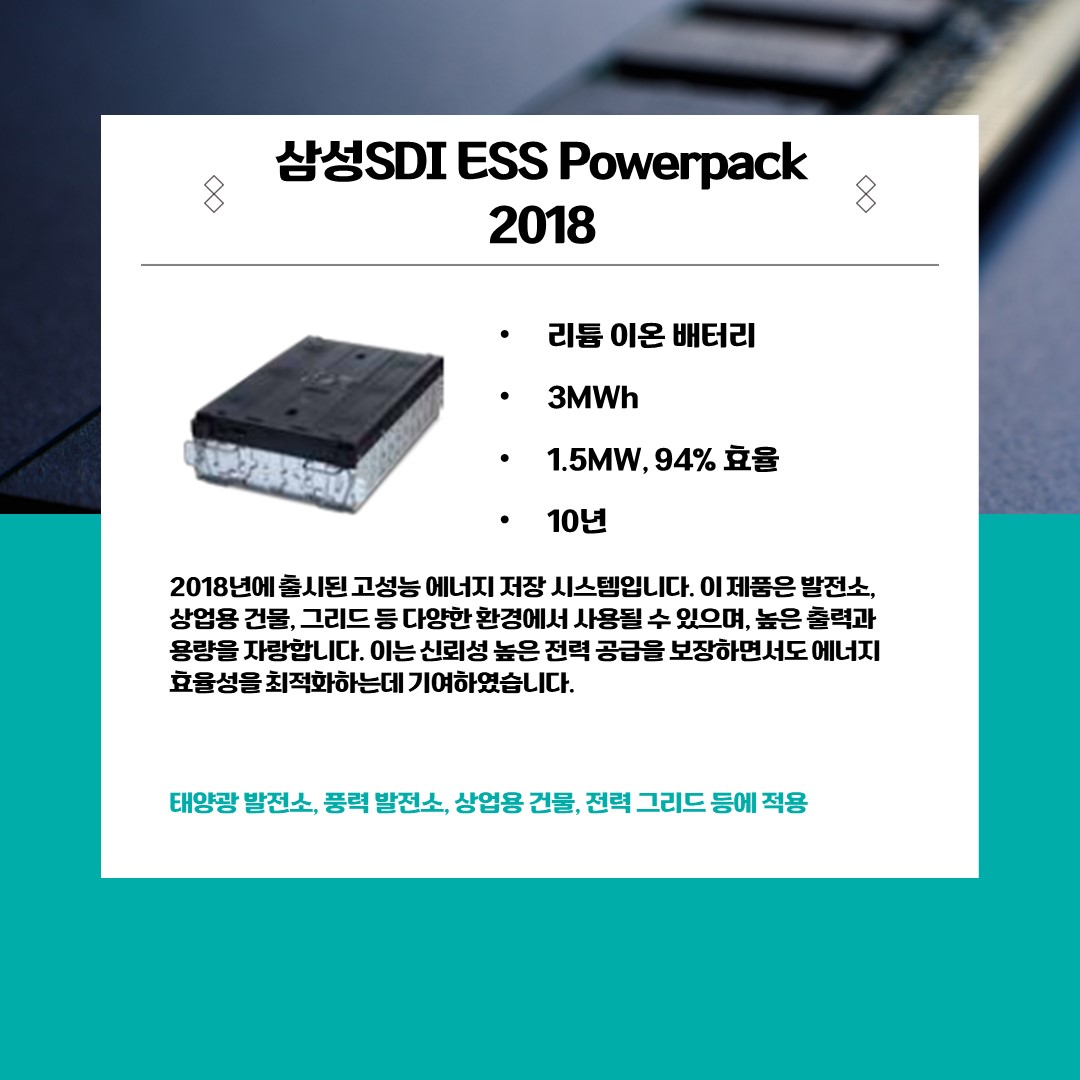 삼성SDI ESS Powerpack
2018
• 리튬 이온 배터리
• 3MWh
• 1.5MW, 94% 효율
• 10년
2018년에 출시된 고성능 에너지 저장 시스템입니다. 이 제품은 발전소,
상업용 건물, 그리드 등 다양한 환경에서 사용될 수 있으며, 높은 출력과
용량을 자랑합니다. 이는 신뢰성 높은 전력 공급을 보장하면서도 에너지
효율성을 최적화하는데 기여하였습니다.
태양광 발전소, 풍력 발전소, 상업용 건물, 전력 그리드 등에 적용